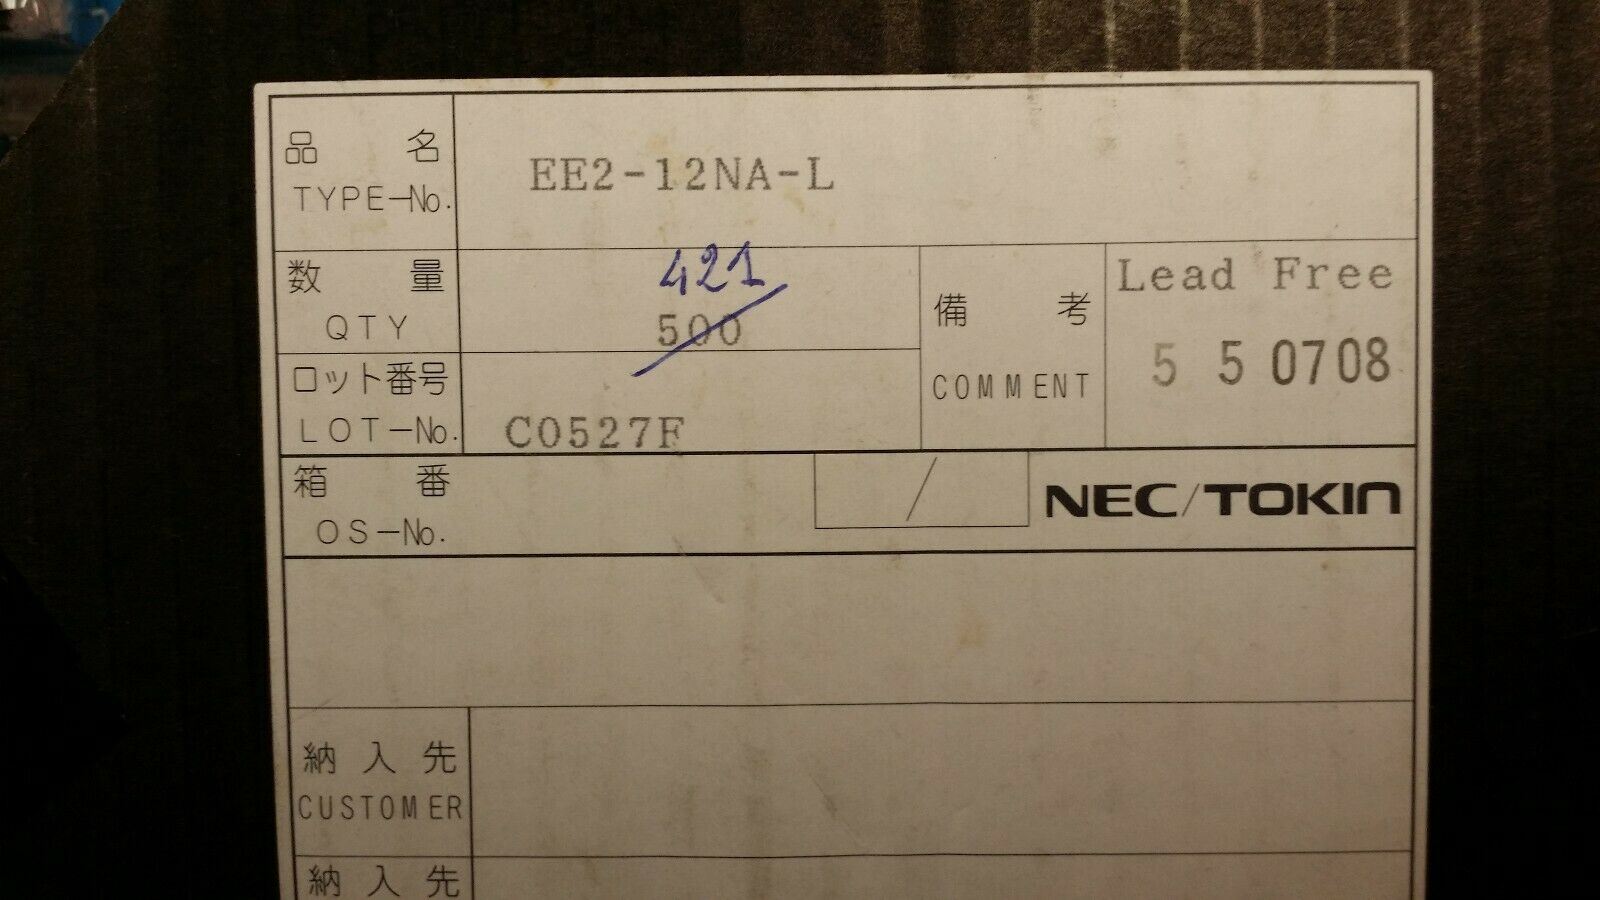 品 名
TYPE-No.
EE2-12NA-L
数 量
QTY
421
500
備 考
COMMENT
Lead Free
5 5 0708
ロット番号
LOT-No.
C0527F
箱 番
OS-No.
/
NEC/TOKIN
納 入 先
CUSTOMER
納 入 先